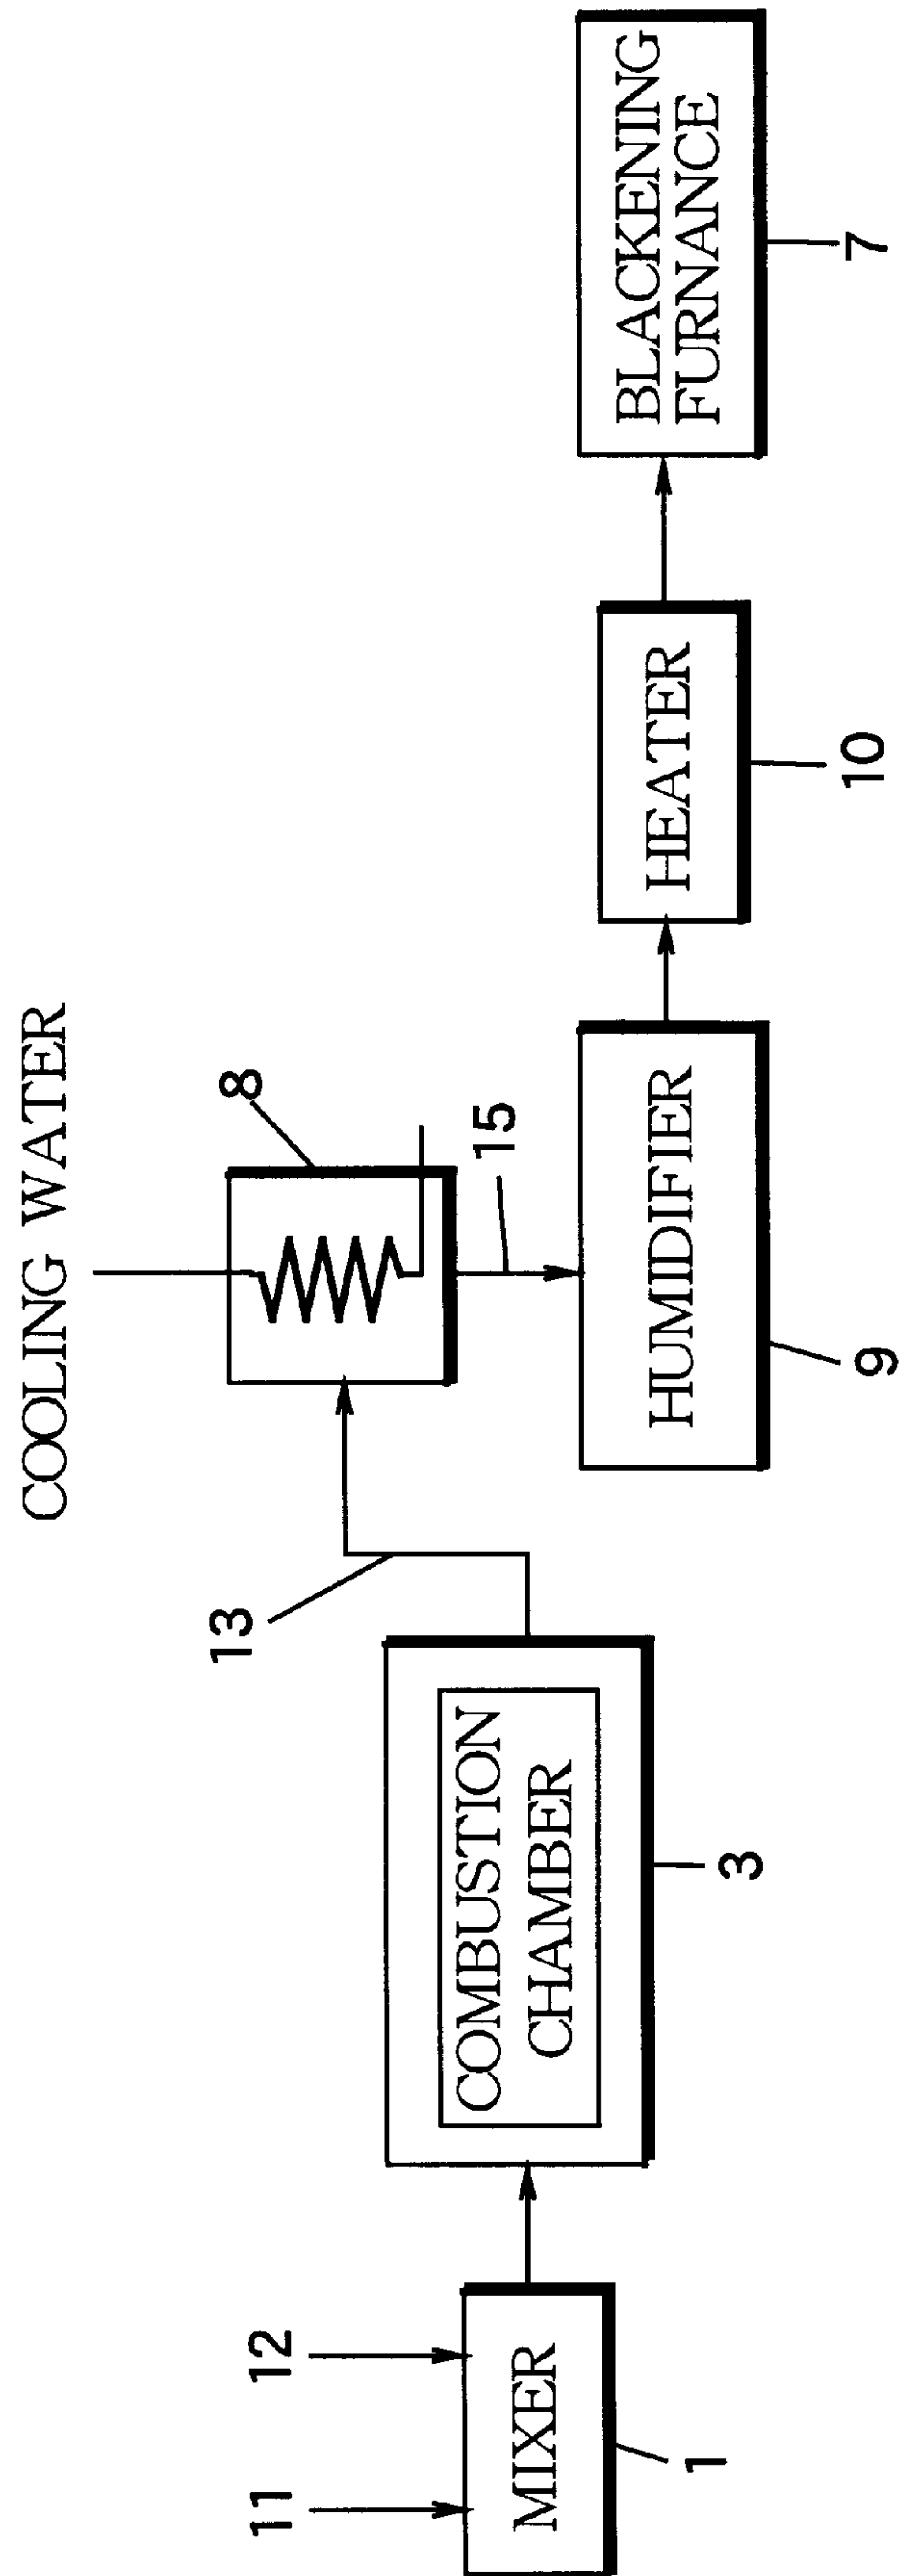 COOLING WATER
8
13
15
12
11
MIXER
1
COMBUSTION
CHAMBER
3
HUMIDIFIER
9
HEATER
10
BLACKENING
FURNANCE
7